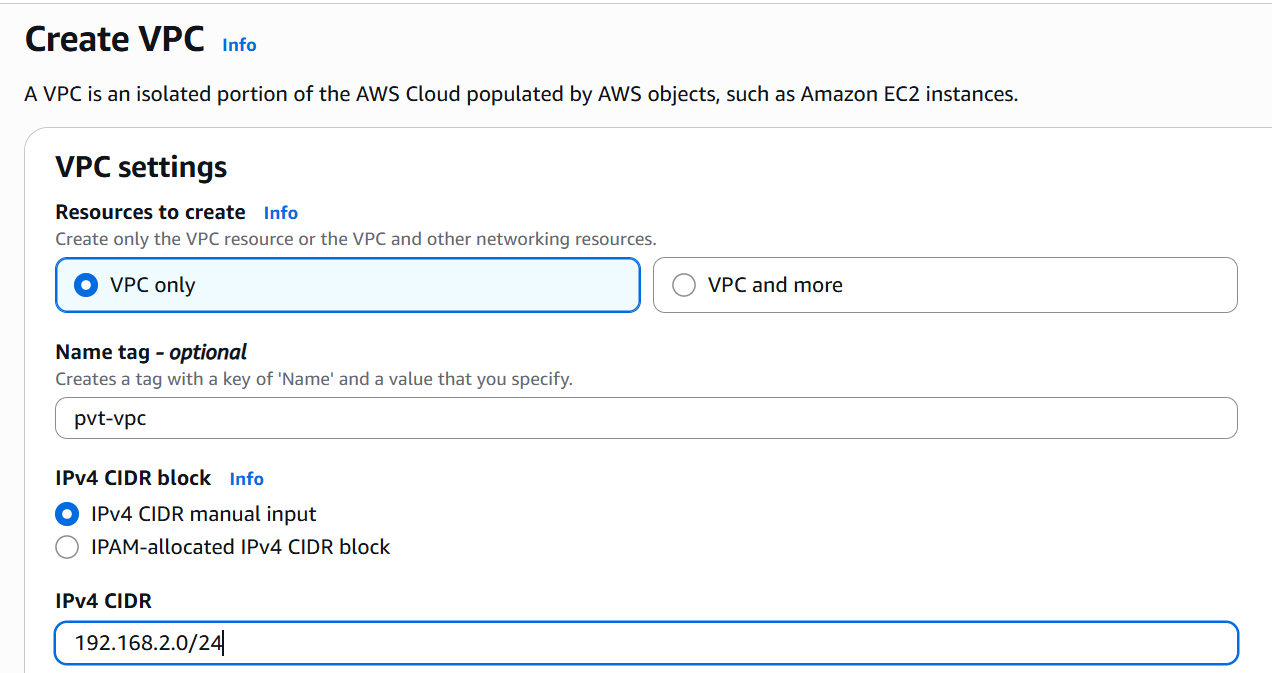 Create VPC Info
A VPC is an isolated portion of the AWS Cloud populated by AWS objects, such as Amazon EC2 instances.
VPC settings
Resources to create Info
Create only the VPC resource or the VPC and other networking resources.
VPC only VPC and more
Name tag - optional
Creates a tag with a key of 'Name' and a value that you specify.
pvt-vpc
IPv4 CIDR block Info
IPv4 CIDR manual input
IPAM-allocated IPv4 CIDR block
IPv4 CIDR
192.168.2.0/24